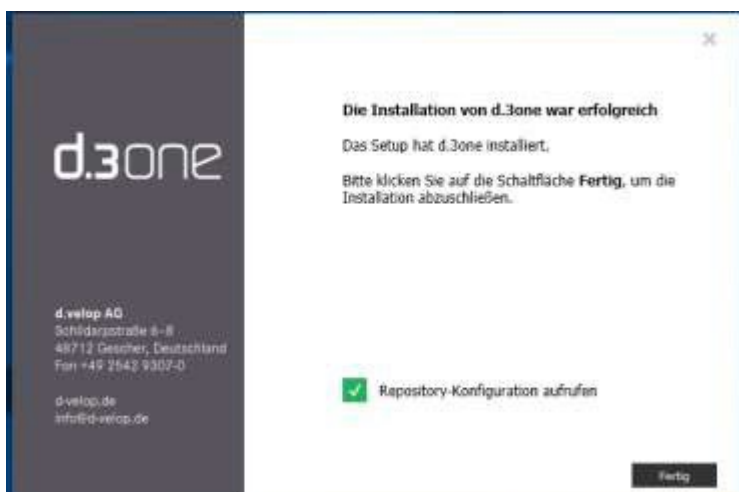 d.3one
d.velop AG
Schildarpstraße 6-8
48712 Gescher, Deutschland
Fon +49 2542 9307-0
d-velop.de
info@d-velop.de
Die Installation von d.3one war erfolgreich
Das Setup hat d.3one installiert.
Bitte klicken Sie auf die Schaltfläche Fertig, um die
Installation abzuschließen.
Repository-Konfiguration aufrufen
Fertig